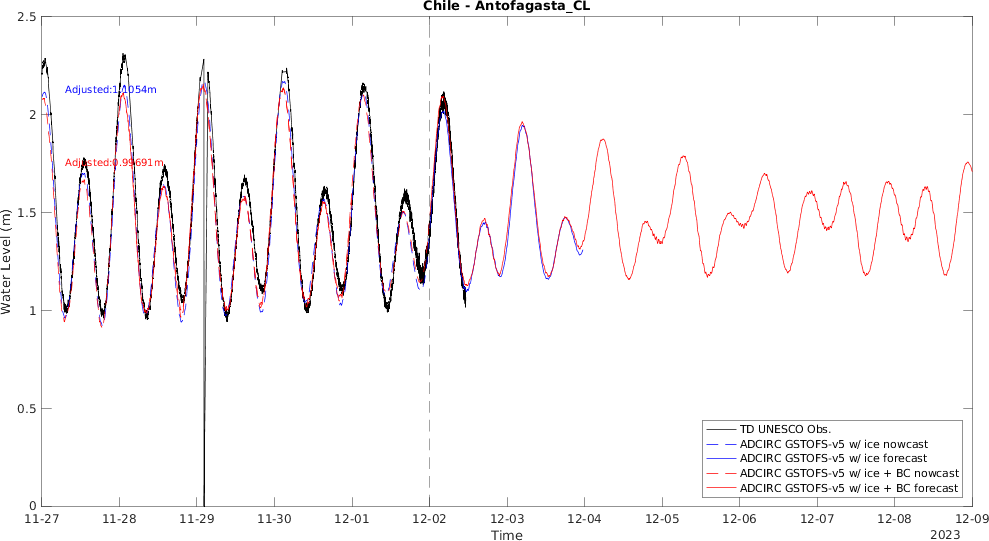 Chile - Antofagasta_CL
Water Level (m)
2.5
2
1.5
1
0.5
0
Adjusted:1.1054m
Adjusted:0.99691m
TD UNESCO Obs.
ADCIRC GSTOFS-v5 w/ ice nowcast
ADCIRC GSTOFS-v5 w/ ice forecast
ADCIRC GSTOFS-v5 w/ ice + BC nowcast
ADCIRC GSTOFS-v5 w/ ice + BC forecast
11-27 11-28 11-29 11-30 12-01 12-02 12-03 12-04 12-05 12-06 12-07 12-08 12-09
Time
2023